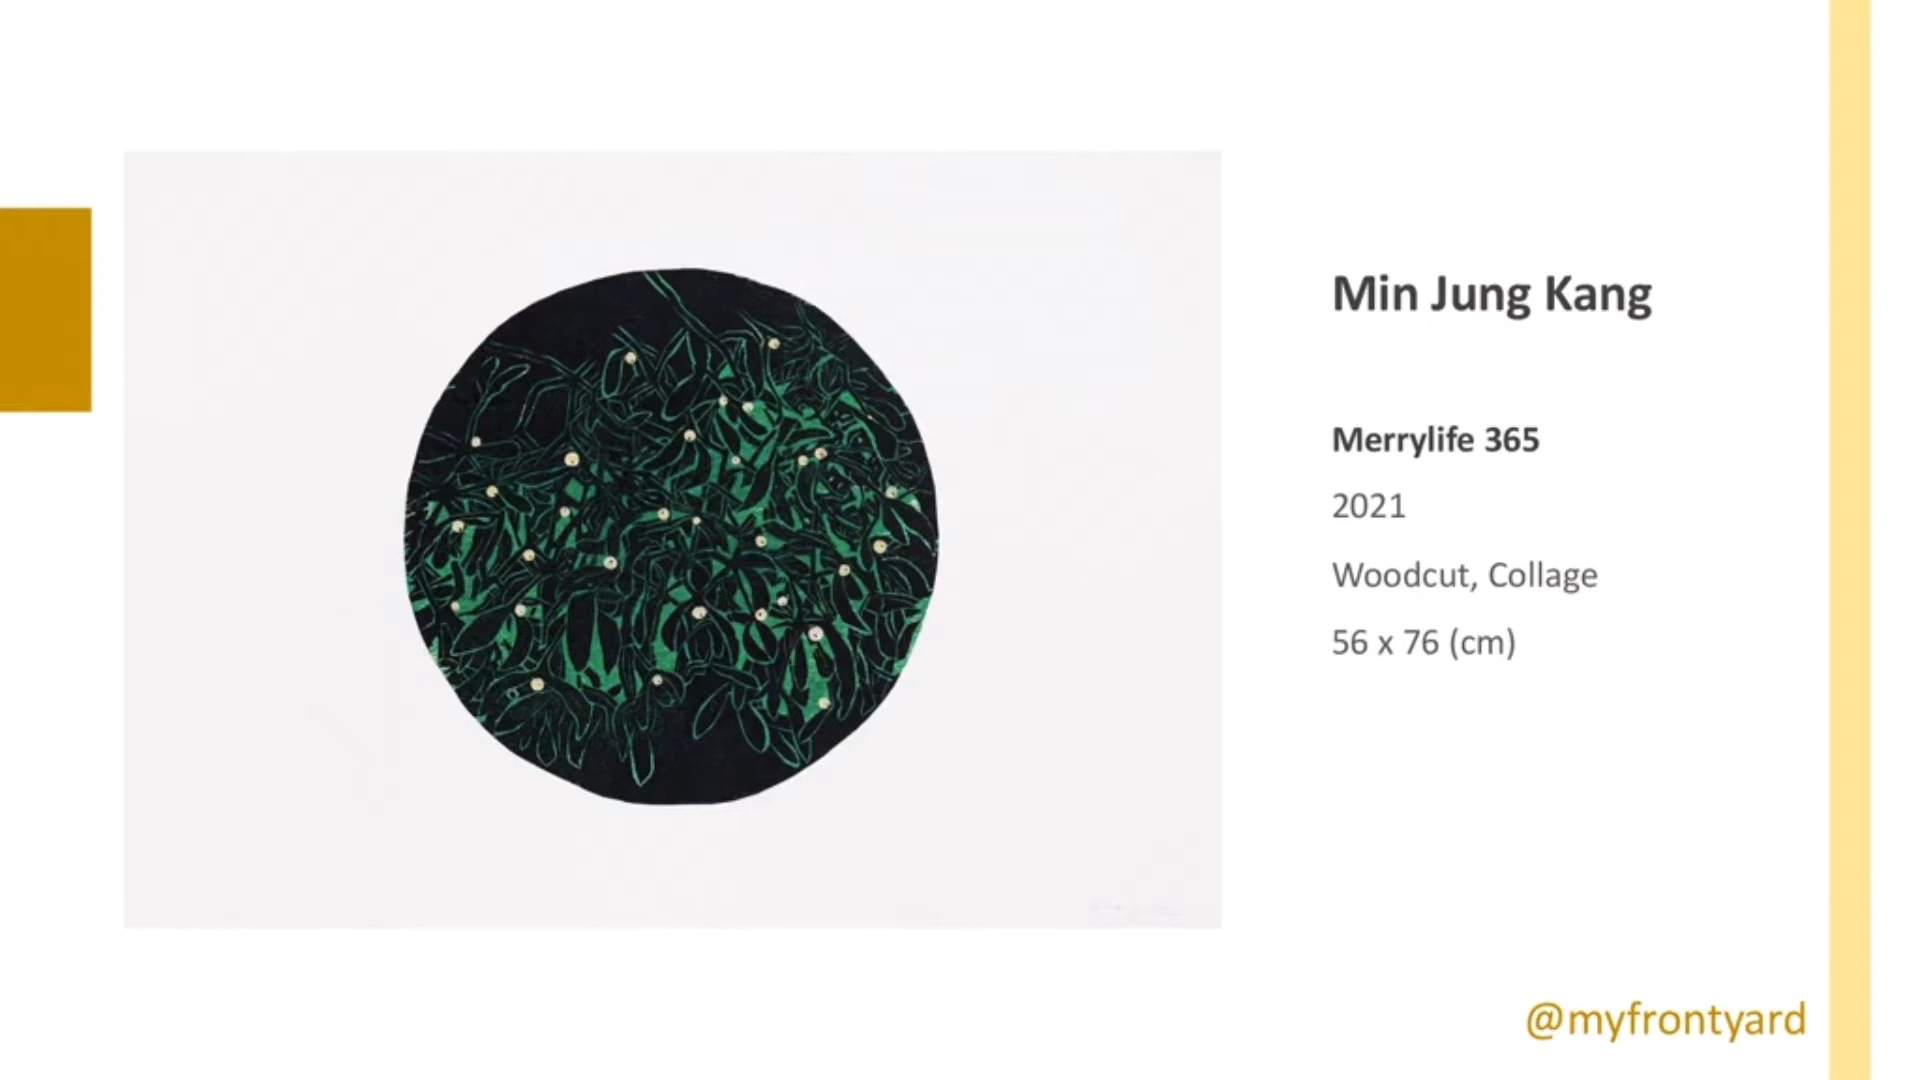 Min Jung Kang
Merrylife 365
2021
Woodcut, Collage
56 x 76 (cm)
@myfrontyard